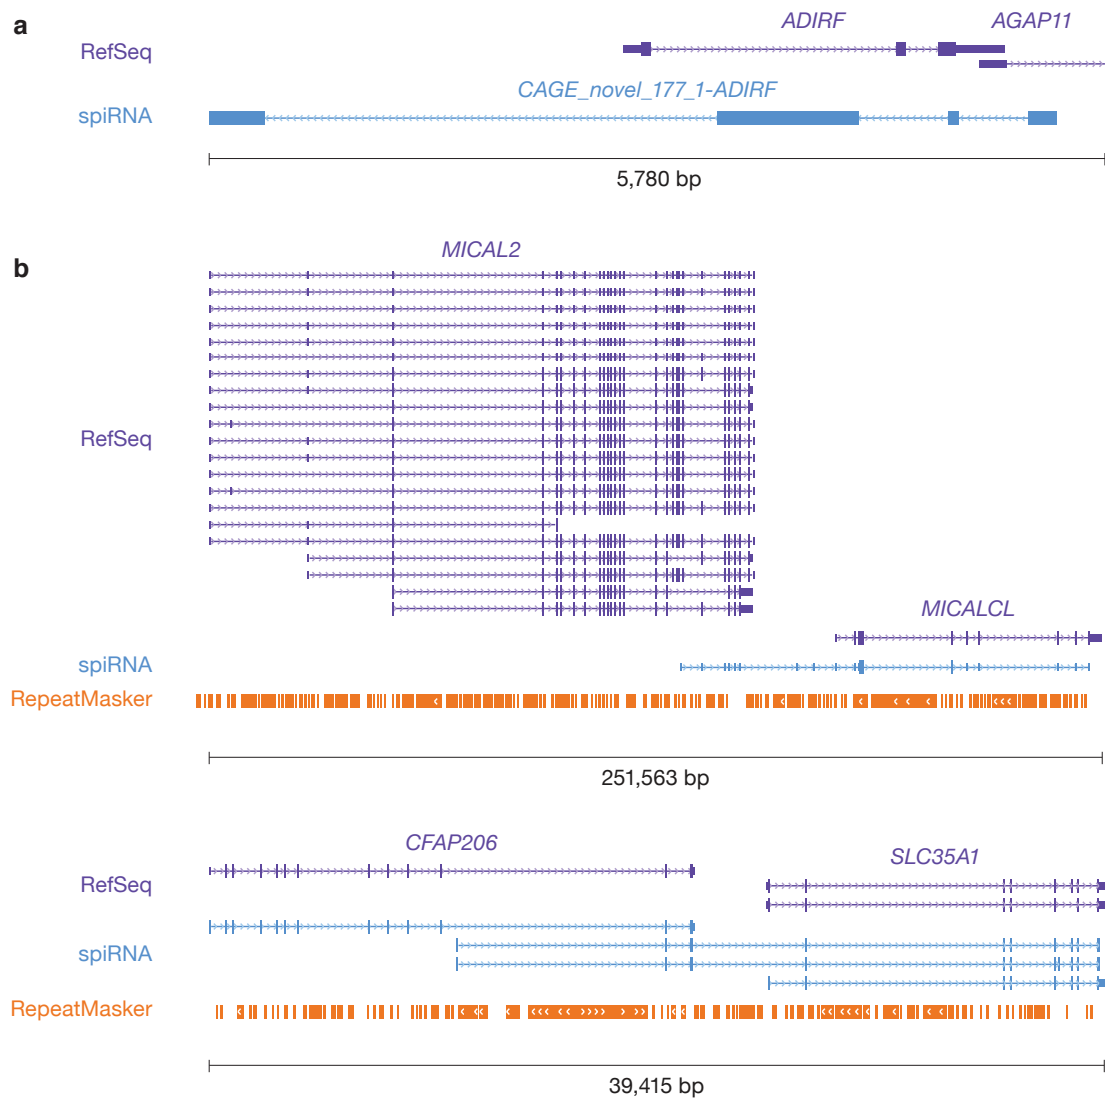 a
ADIRF
AGAP11
RefSeq
CAGE_novel_177_1-ADIRF
spiRNA
5,780 bp
b
MICAL2
RefSeq
MICALCL
spiRNA
RepeatMasker
251,563 bp
CFAP206
SLC35A1
RefSeq
spiRNA
RepeatMasker
39,415 bp